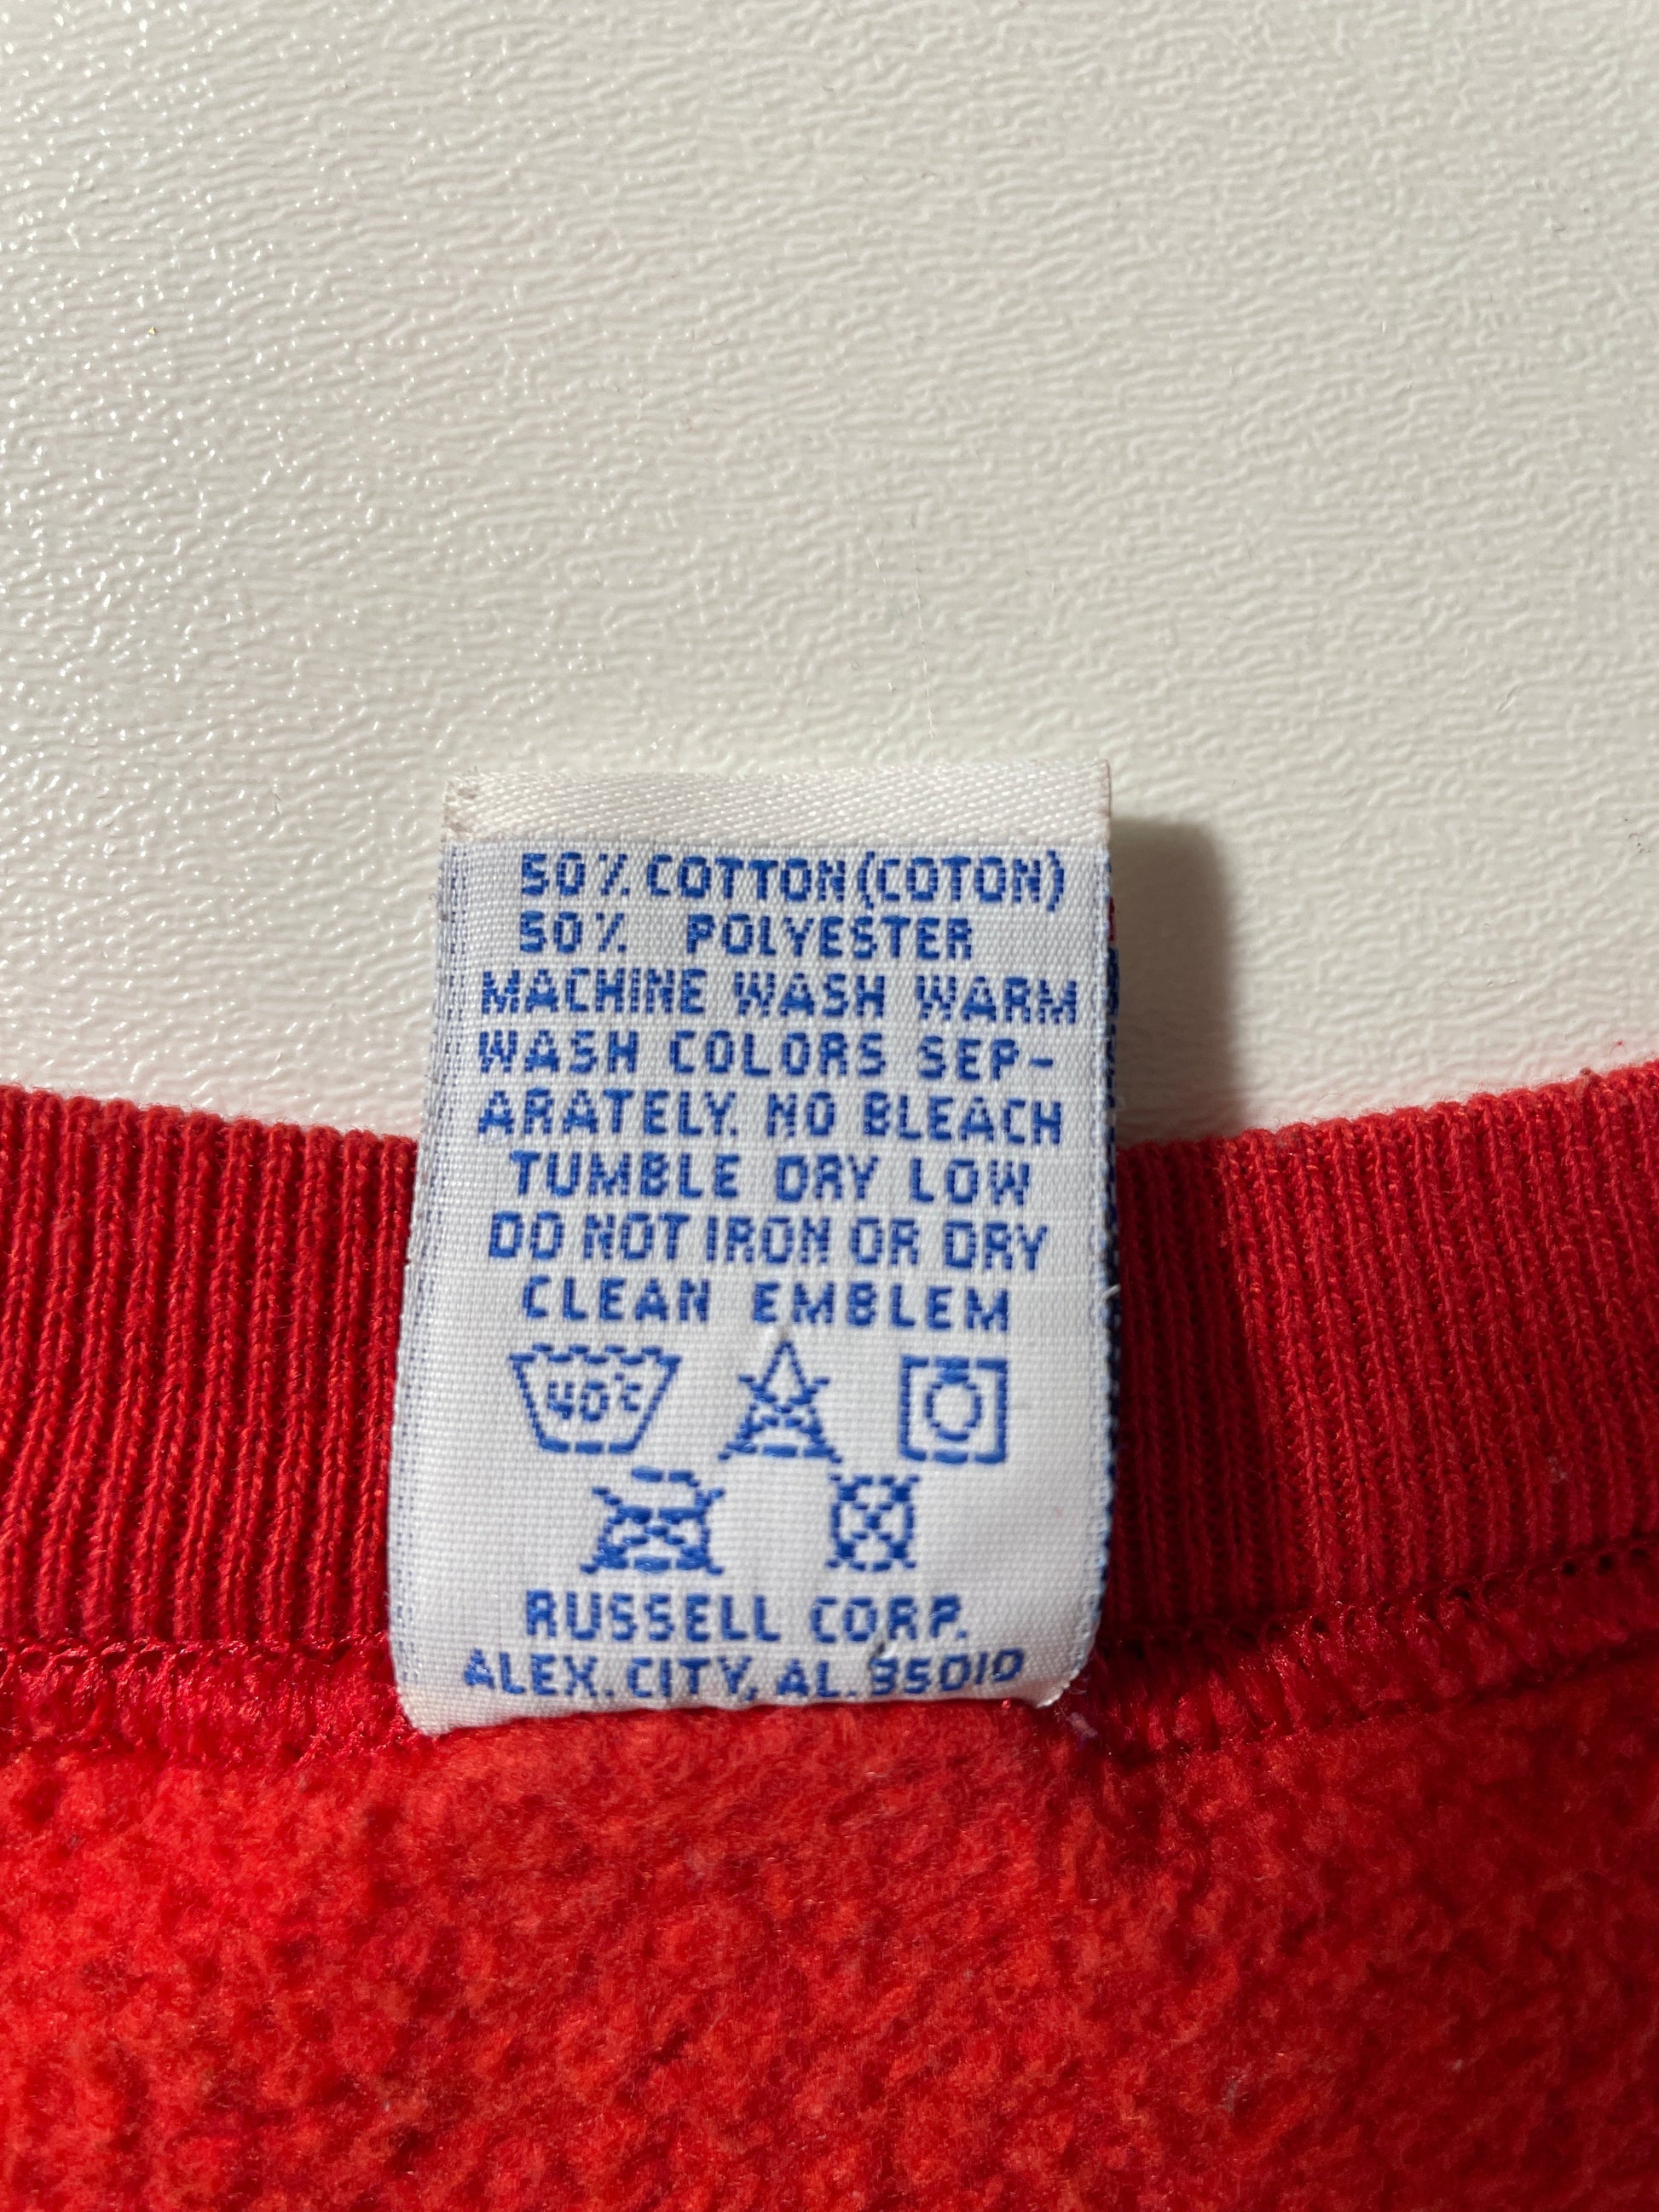 50% COTTON (COTON)
50% POLYESTER
MACHINE WASH WARM
WASH COLORS SEP-
ARATELY. NO BLEACH
TUMBLE DRY LOW
DO NOT IRON OR DRY
CLEAN EMBLEM
40°C
RUSSELL CORP.
ALEX. CITY, AL. 35010